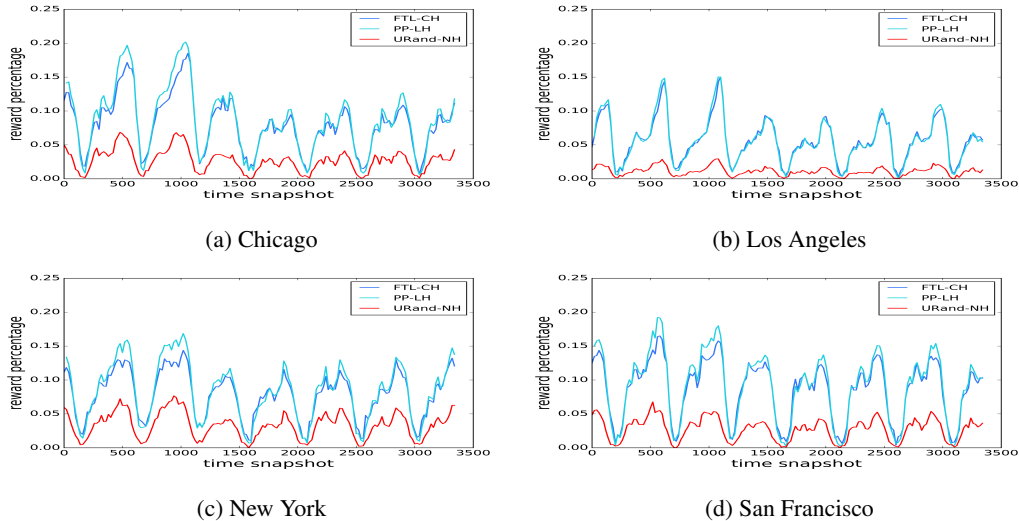 0.25
0.20
0.15
0.10
0.05
0.00
reward percentage
FTL-CH
PP-LH
URand-NH
0 500 1000 1500 2000 2500 3000 3500
time snapshot
(a) Chicago
0.25
0.20
0.15
0.10
0.05
0.00
reward percentage
FTL-CH
PP-LH
URand-NH
0 500 1000 1500 2000 2500 3000 3500
time snapshot
(b) Los Angeles
0.25
0.20
0.15
0.10
0.05
0.00
reward percentage
FTL-CH
PP-LH
URand-NH
0 500 1000 1500 2000 2500 3000 3500
time snapshot
(c) New York
0.25
0.20
0.15
0.10
0.05
0.00
reward percentage
FTL-CH
PP-LH
URand-NH
0 500 1000 1500 2000 2500 3000 3500
time snapshot
(d) San Francisco